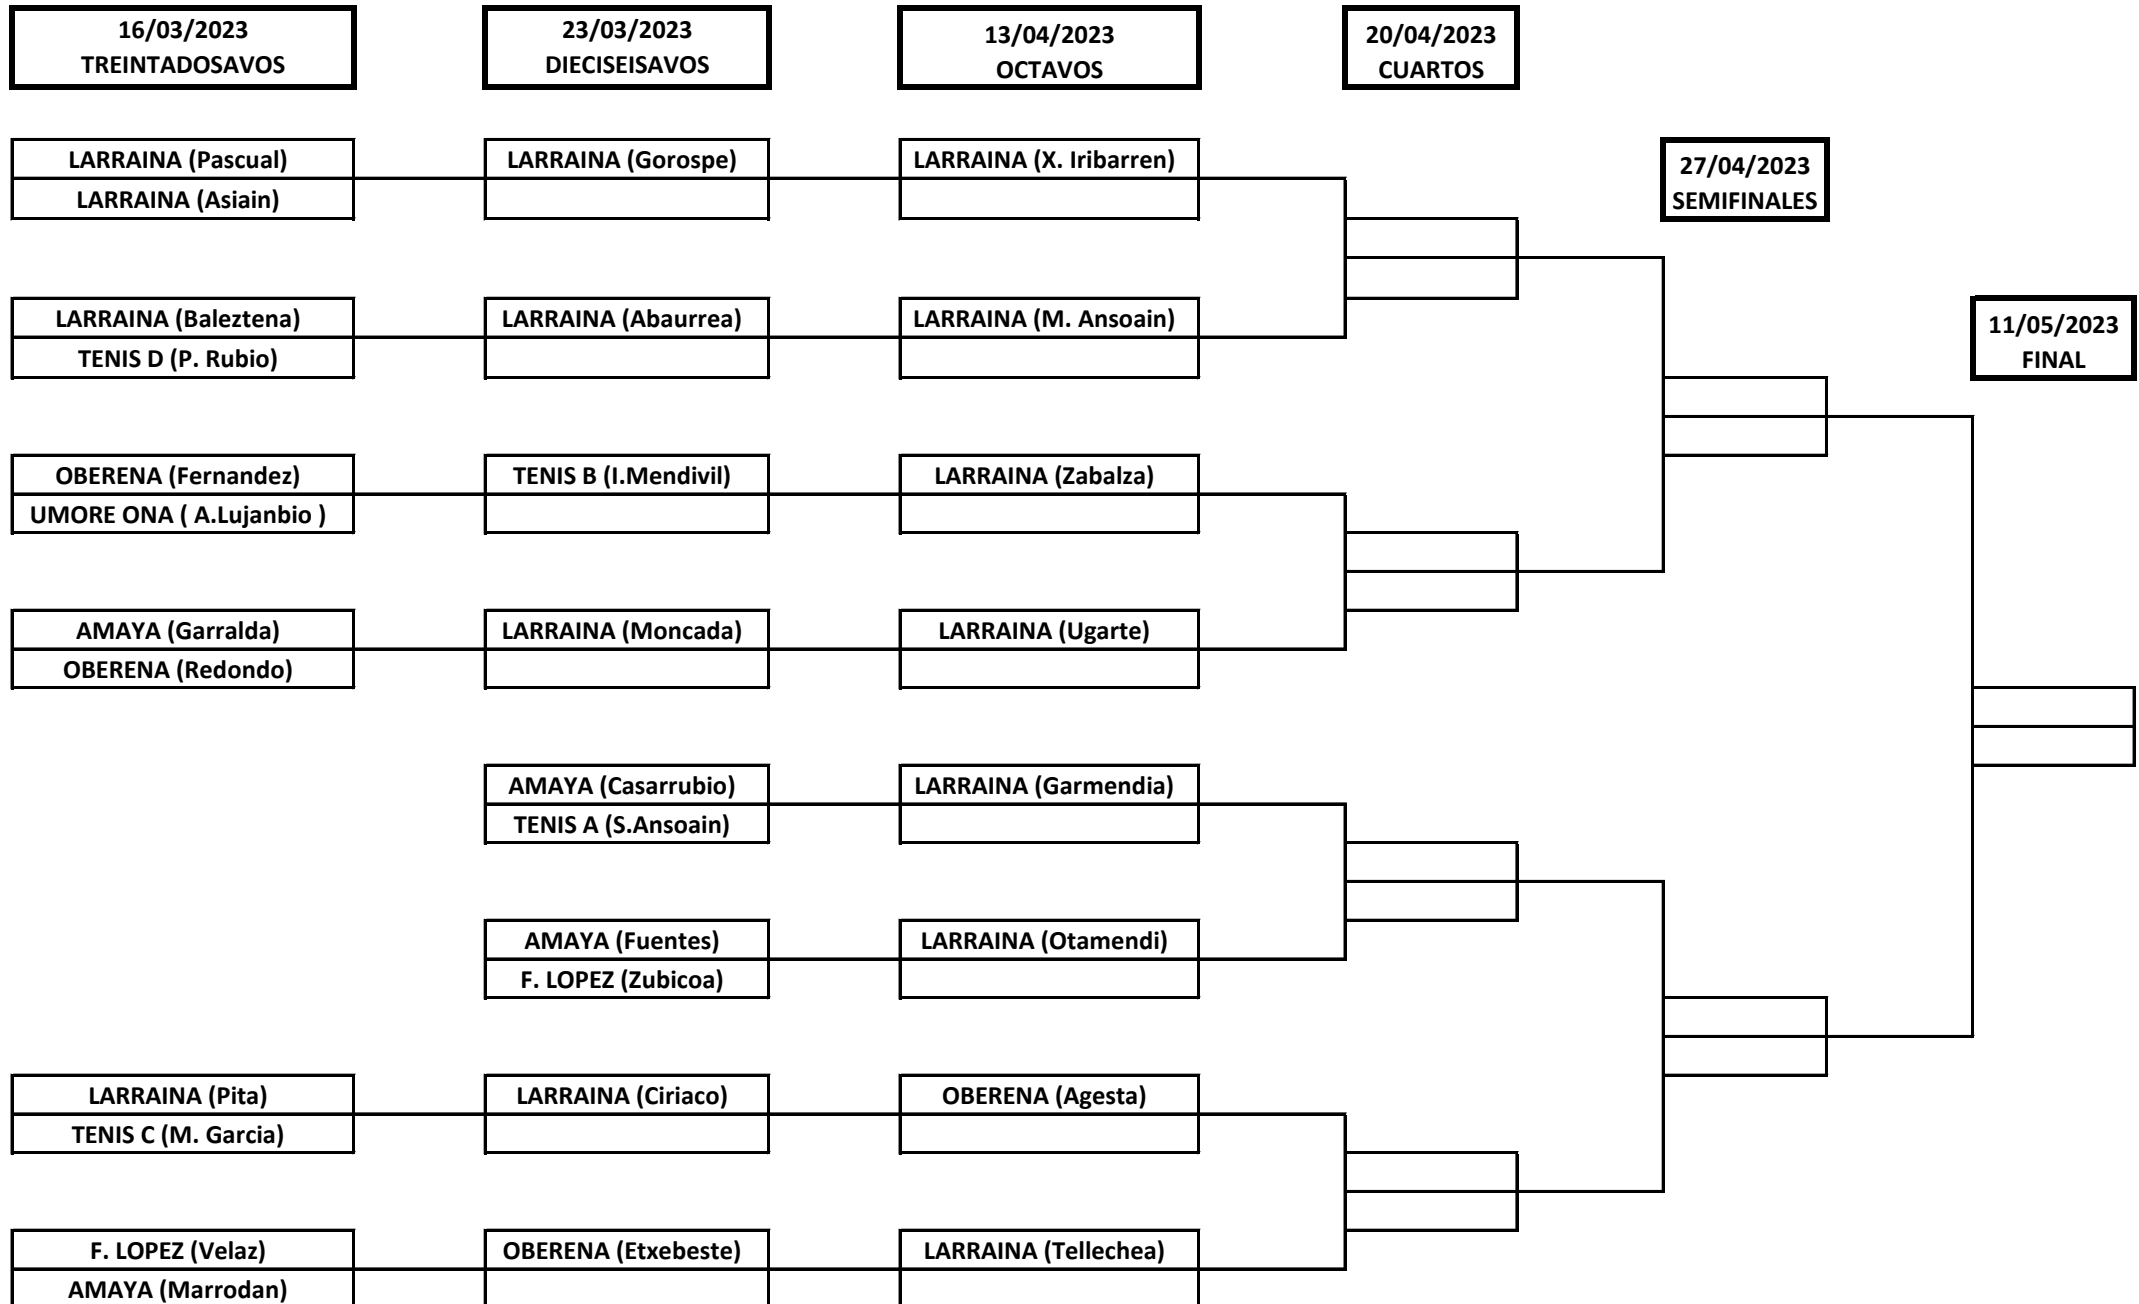 16/03/2023
TREINTADOSAVOS
23/03/2023
DIECISEISAVOS
13/04/2023
OCTAVOS
20/04/2023
CUARTOS
LARRAINA (Pascual)
LARRAINA (Gorospe)
LARRAINA (X. Iribarren)
27/04/2023
SEMIFINALES
LARRAINA (Asiain)
LARRAINA (Baleztena)
LARRAINA (Abaurrea)
LARRAINA (M. Ansoain)
11/05/2023
FINAL
TENIS D (P. Rubio)
OBERENA (Fernandez)
TENIS B (I.Mendivil)
LARRAINA (Zabalza)
UMORE ONA ( A.Lujanbio )
AMAYA (Garralda)
LARRAINA (Moncada)
LARRAINA (Ugarte)
OBERENA (Redondo)
AMAYA (Casarrubio)
LARRAINA (Garmendia)
TENIS A (S.Ansoain)
AMAYA (Fuentes)
LARRAINA (Otamendi)
F. LOPEZ (Zubicoa)
LARRAINA (Pita)
LARRAINA (Ciriaco)
OBERENA (Agesta)
TENIS C (M. Garcia)
F. LOPEZ (Velaz)
OBERENA (Etxebeste)
LARRAINA (Tellechea)
AMAYA (Marrodan)